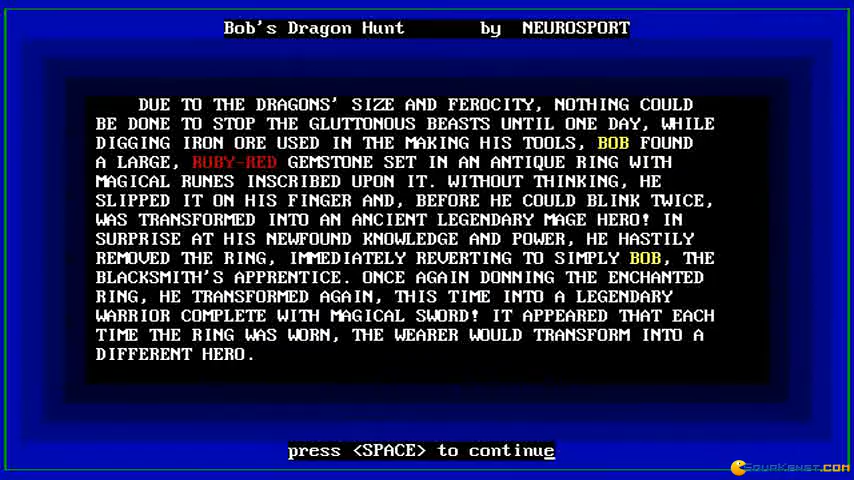 Bob's Dragon Hunt by NEUROSPORT
DUE TO THE DRAGONS' SIZE AND FEROCITY, NOTHING COULD
BE DONE TO STOP THE GLUTTONOUS BEASTS UNTIL ONE DAY, WHILE
DIGGING IRON ORE USED IN THE MAKING HIS TOOLS, BOB FOUND
A LARGE, RUBY-RED GEMSTONE SET IN AN ANTIQUE RING WITH
MAGICAL RUNES INSCRIBED UPON IT. WITHOUT THINKING, HE
SLIPPED IT ON HIS FINGER AND, BEFORE HE COULD BLINK TWICE,
WAS TRANSFORMED INTO AN ANCIENT LEGENDARY MAGE HERO! IN
SURPRISE AT HIS NEWFOUND KNOWLEDGE AND POWER, HE HASTILY
REMOVED THE RING, IMMEDIATELY REVERTING TO SIMPLY BOB, THE
BLACKSMITH'S APPRENTICE. ONCE AGAIN DONNING THE ENCHANTED
RING, HE TRANSFORMED AGAIN, THIS TIME INTO A LEGENDARY
WARRIOR COMPLETE WITH MAGICAL SWORD! IT APPEARED THAT EACH
TIME THE RING WAS WORN, THE WEARER WOULD TRANSFORM INTO A
DIFFERENT HERO.
press <SPACE> to continue
SquaKenet.com